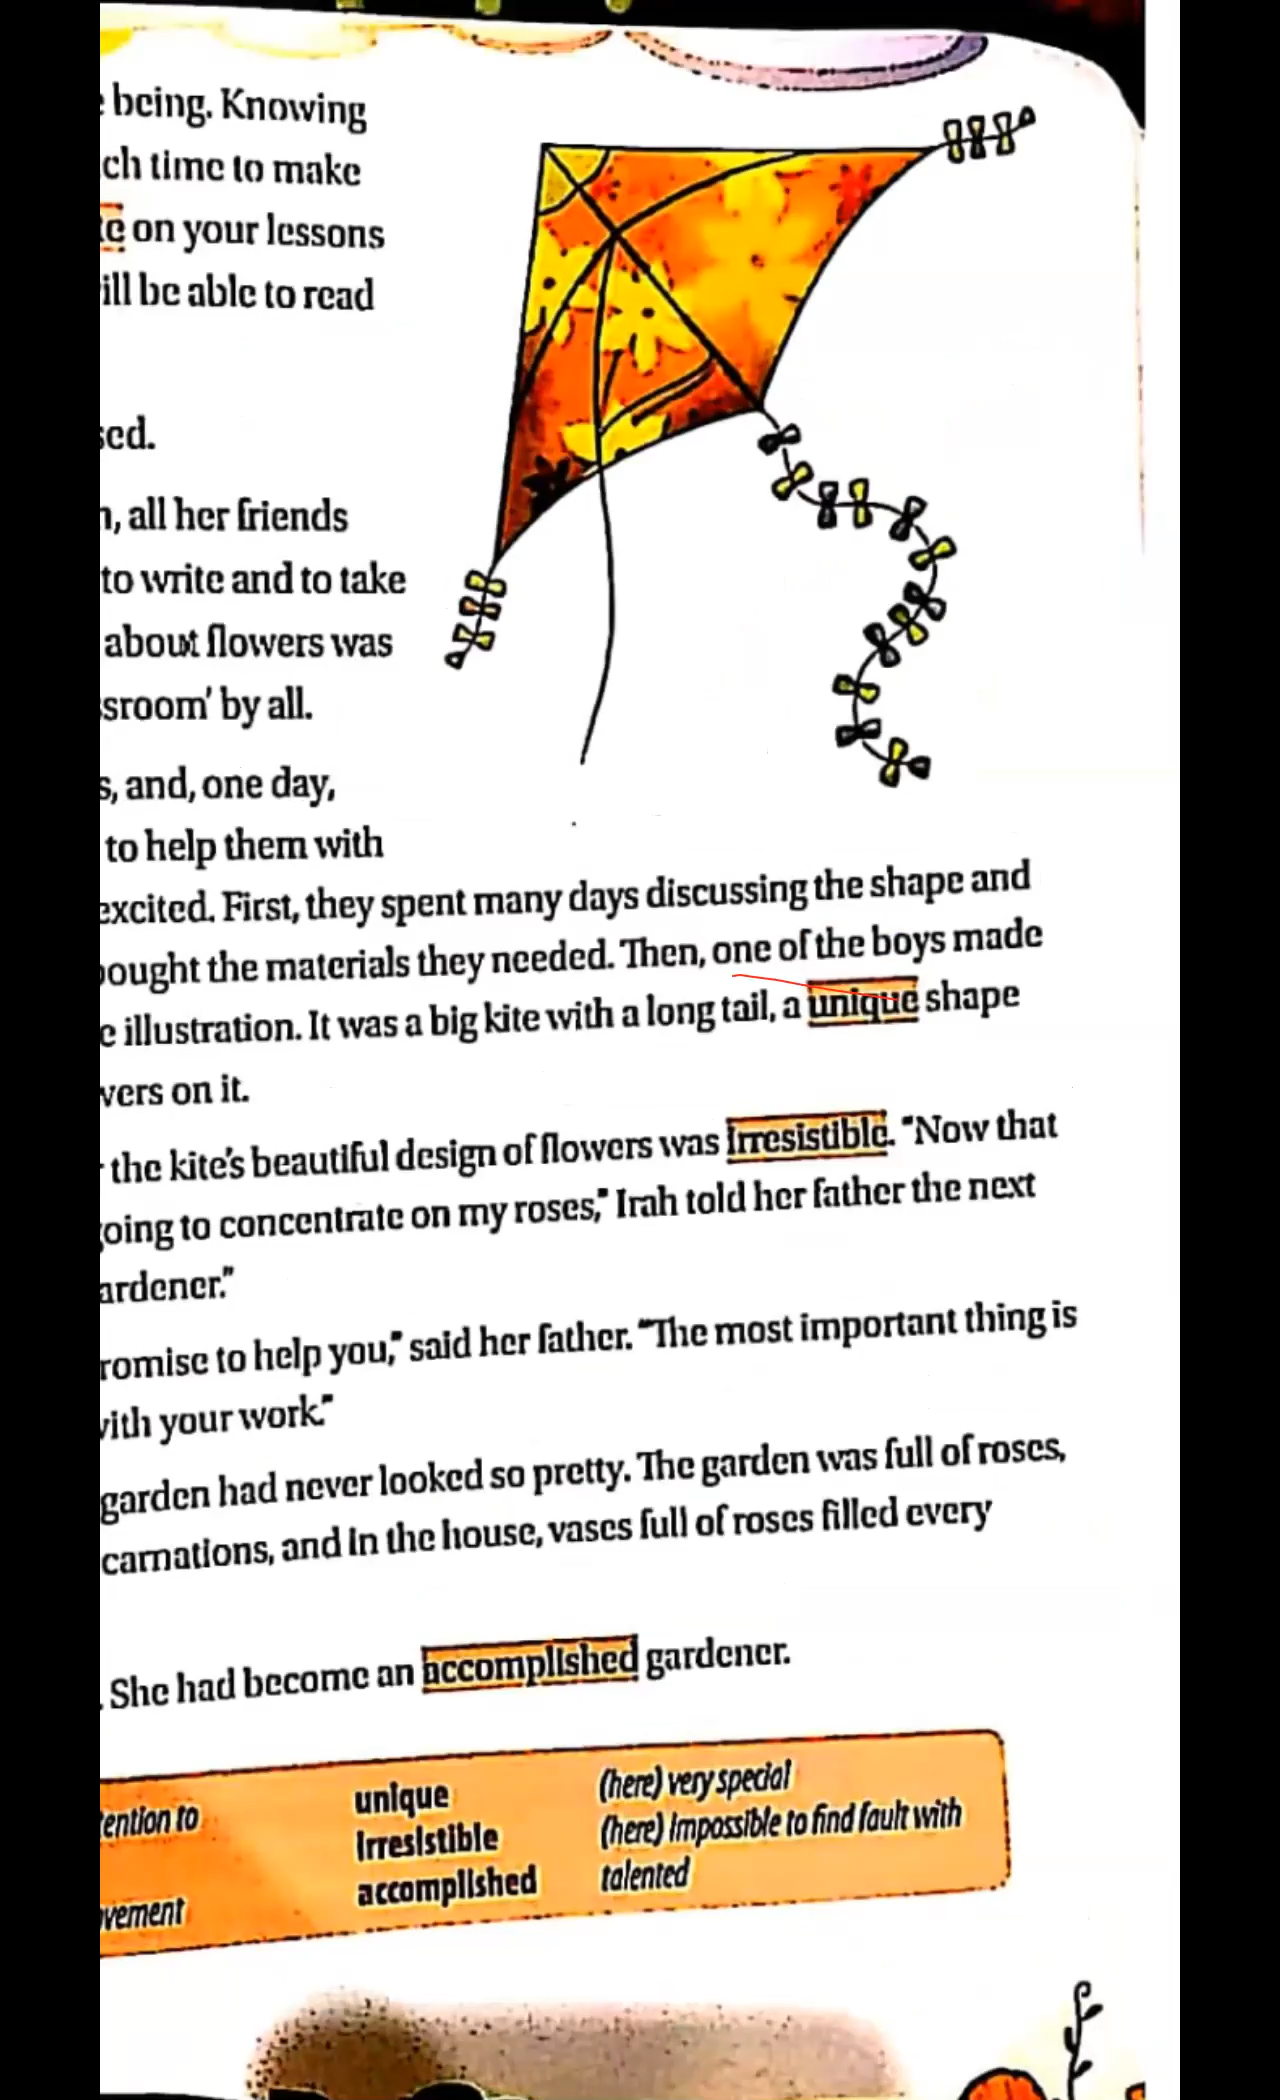 being. Knowing
ch time to make
on your lessons
ill be able to read
sed.
, all her friends
to write and to take
about flowers was
sroom' by all.
s, and, one day,
to help them with
excited. First, they spent many days discussing the shape and
ought the materials they needed. Then, one of the boys made
e illustration. It was a big kite with a long tail, a unique shape
vers on it.
the kite's beautiful design of flowers was irresistible. "Now that
going to concentrate on my roses," Irah told her father the next
ardener."
romise to help you," said her father. "The most important thing is
with your work."
garden had never looked so pretty. The garden was full of roses,
carnations, and in the house, vases full of roses filled every
. She had become an accomplished gardener.
tention to
vement
unique (here) very special
irresistible (here) impossible to find fault with
accomplished talented